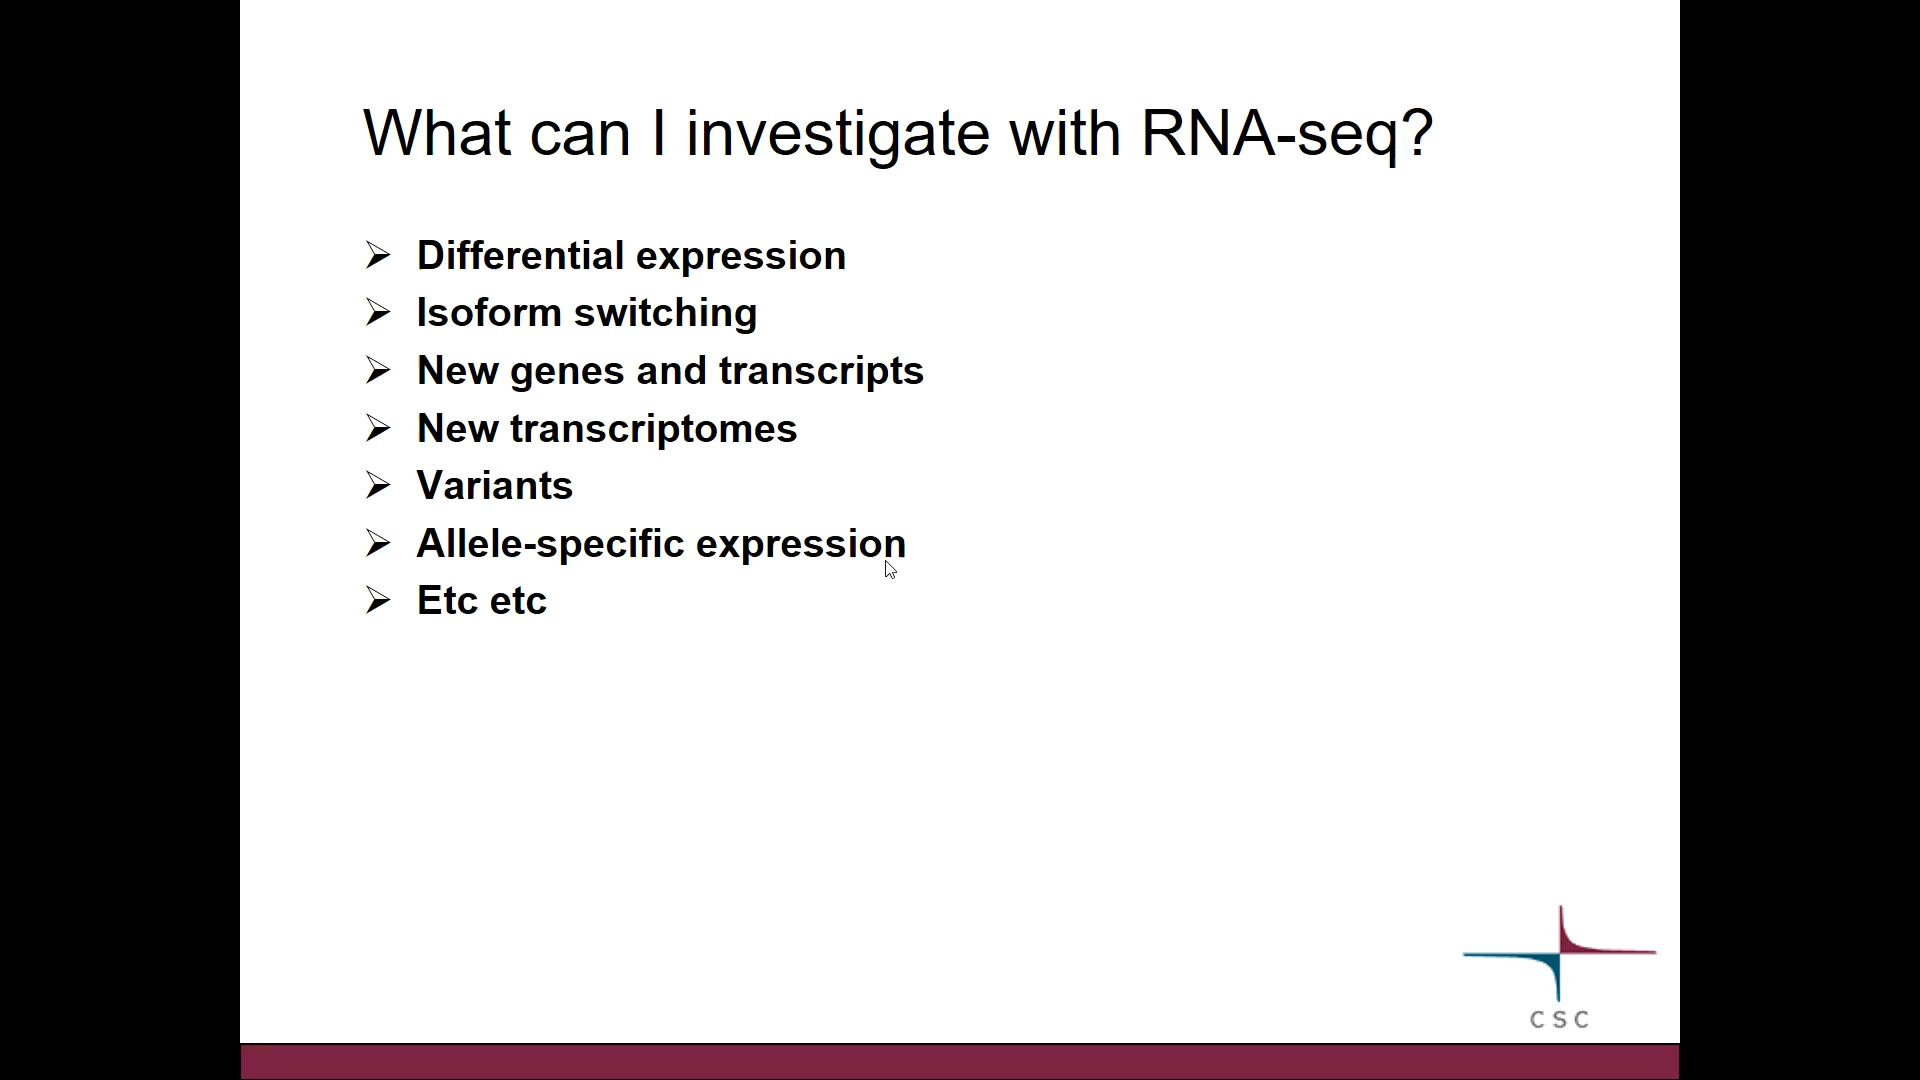 What can I investigate with RNA-seq?
Differential expression
Isoform switching
New genes and transcripts
New transcriptomes
Variants
Allele-specific expression
Etc etc
CSC